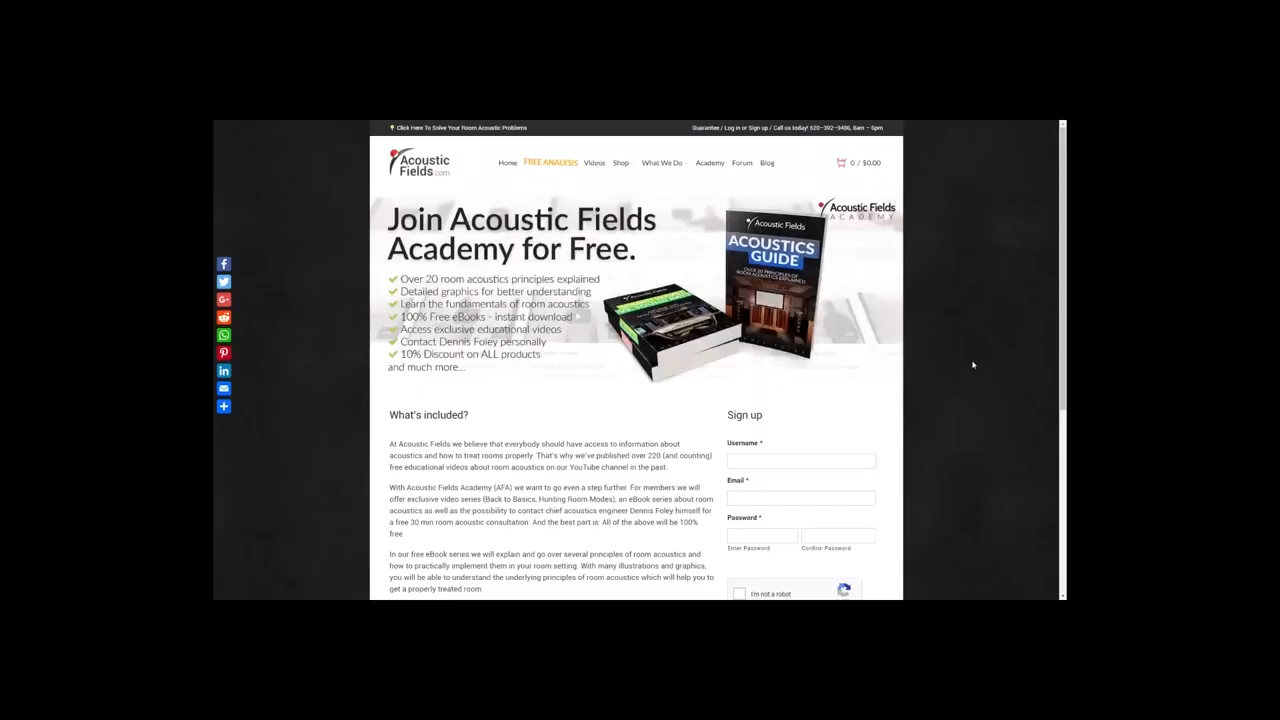 Click Here To Solve Your Room Acoustic Problems
Guarantee / Log in or Sign up / Call us today! 520-392-9486, 8am – 6pm
Acoustic
Fields.com
Home FREE ANALYSIS Videos Shop What We Do Academy Forum Blog
0 / $0.00
Join Acoustic Fields
Academy for Free.
Over 20 room acoustics principles explained
Detailed graphics for better understanding
Learn the fundamentals of room acoustics
100% Free eBooks - instant download
Access exclusive educational videos
Contact Dennis Foley personally
10% Discount on ALL products
and much more...
Acoustic Fields
ACADEMY
Acoustic Fields
ACOUSTICS
GUIDE
OVER 20 PRINCIPLES OF
ROOM ACOUSTICS EXPLAINED
What's included?
At Acoustic Fields we believe that everybody should have access to information about
acoustics and how to treat rooms properly. That's why we've published over 220 (and counting)
free educational videos about room acoustics on our YouTube channel in the past.
With Acoustic Fields Academy (AFA) we want to go even a step further. For members we will
offer exclusive video series (Back to Basics, Hunting Room Modes), an eBook series about room
acoustics as well as the possibility to contact chief acoustics engineer Dennis Foley himself for
a free 30 min room acoustic consultation. And the best part is: All of the above will be 100%
free.
In our free eBook series we will explain and go over several principles of room acoustics and
how to practically implement them in your room setting. With many illustrations and graphics,
you will be able to understand the underlying principles of room acoustics which will help you to
get a properly treated room.
Sign up
Username *
Email *
Password *
Enter Password
Confirm Password
I'm not a robot